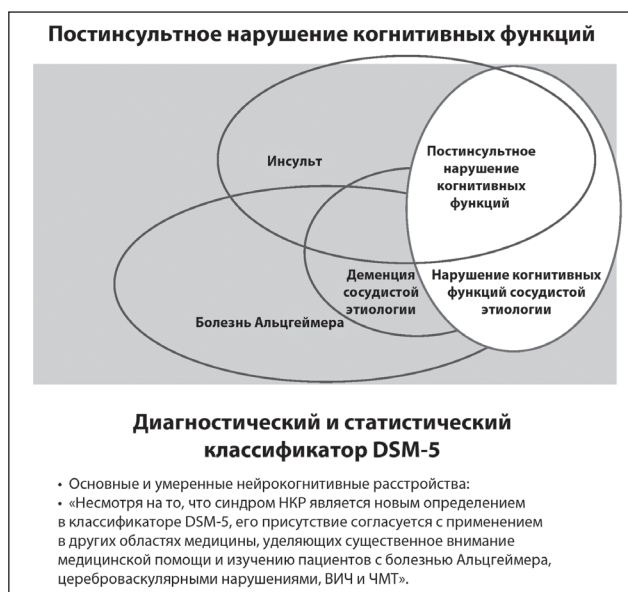 Постинсультное нарушение когнитивных функций
Инсульт
Постинсультное
нарушение
когнитивных
функций
Деменция
сосудистой
этиологии
Нарушение когнитивных
функций сосудистой
этиологии
Болезнь Альцгеймера
Диагностический и статистический
классификатор DSM-5
• Основные и умеренные нейрокогнитивные расстройства:
• «Несмотря на то, что синдром НКР является новым определением
в классификаторе DSM-5, его присутствие согласуется с применением
в других областях медицины, уделяющих существенное внимание
медицинской помощи и изучению пациентов с болезнью Альцгеймера,
цереброваскулярными нарушениями, ВИЧ и ЧМТ».